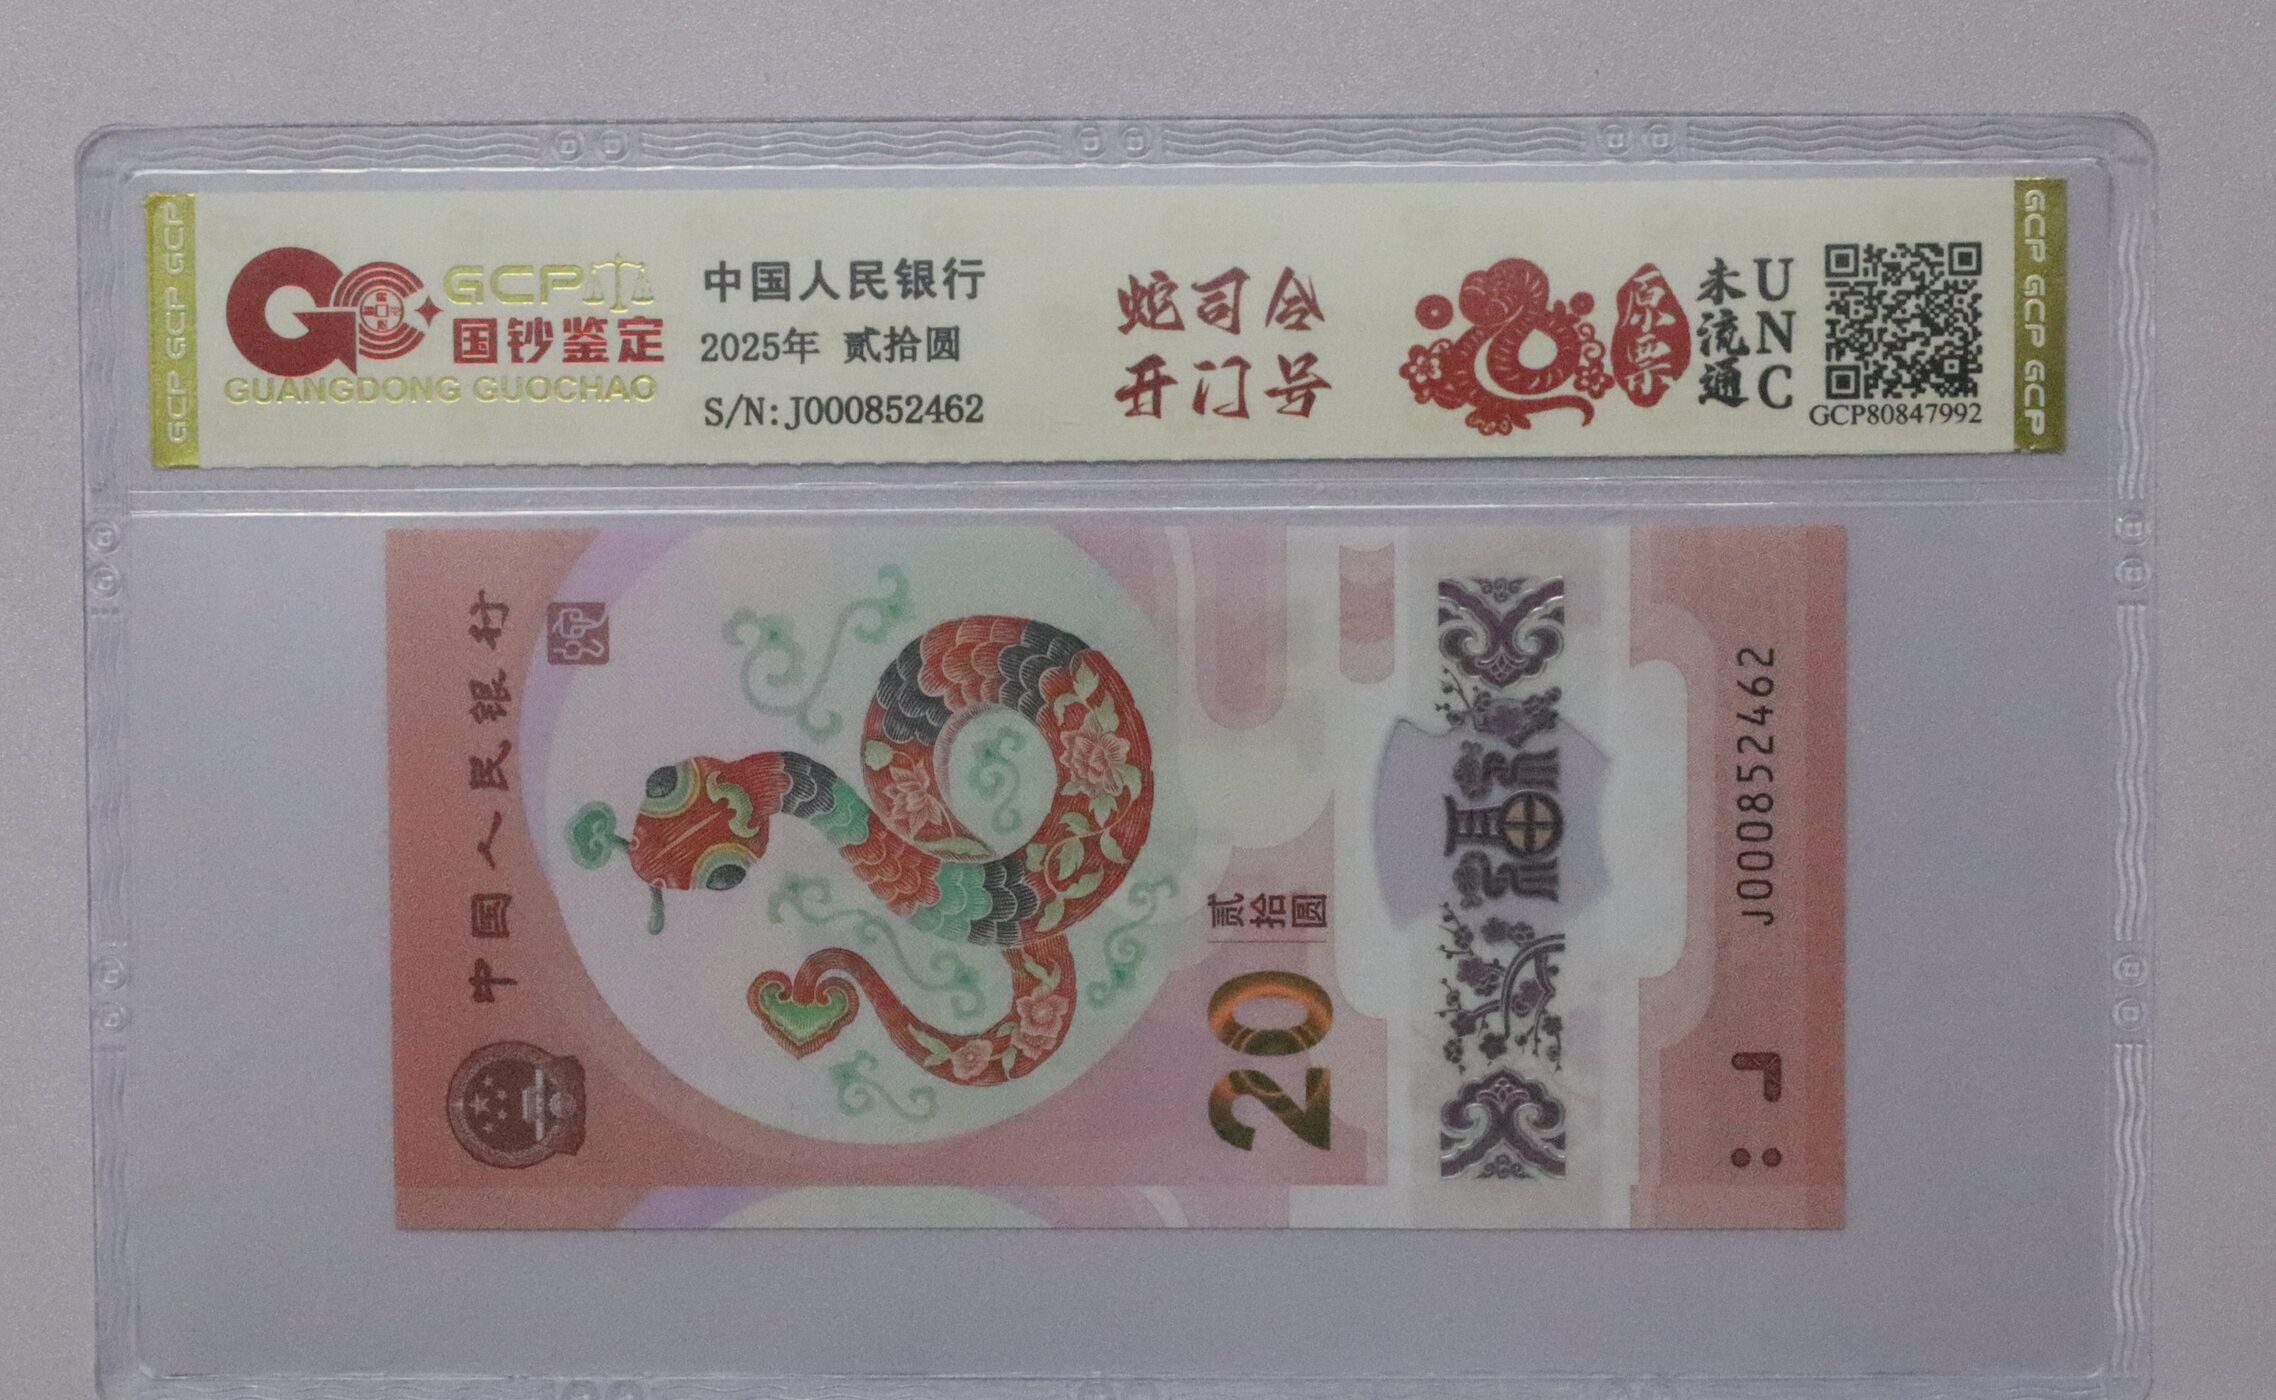 GCP
国钞鉴定
GUANGDONG GUOCHAO
中国人民银行
2025年 贰拾圆
S/N:J000852462
蛇司令
开门号
原票
未流通
UNC
GCP80847992
GCP GCP GCP
GCP GCP GCP
中国人民银行
贰拾圆
20
福
J000852462